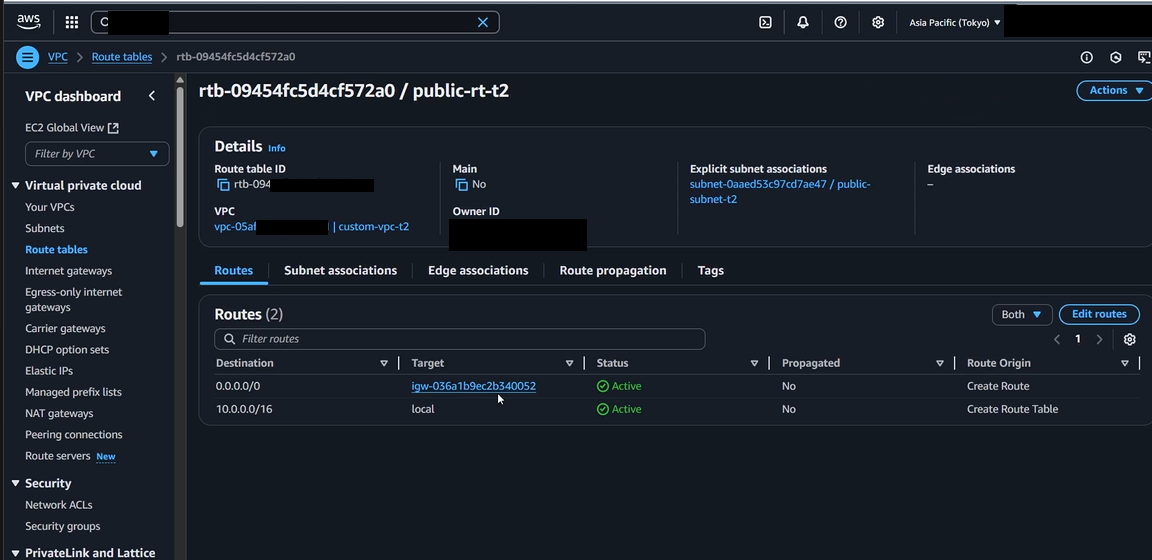 aws
Asia Pacific (Tokyo)
VPC
Route tables
rtb-09454fc5d4cf572a0
VPC dashboard
EC2 Global View
Filter by VPC
Virtual private cloud
Your VPCs
Subnets
Route tables
Internet gateways
Egress-only internet
gateways
Carrier gateways
DHCP option sets
Elastic IPs
Managed prefix lists
NAT gateways
Peering connections
Route servers New
Security
Network ACLs
Security groups
PrivateLink and Lattice
rtb-09454fc5d4cf572a0 / public-rt-t2
Actions
Details Info
Route table ID
rtb-094
VPC
vpc-05af | custom-vpc-t2
Main
No
Owner ID
Explicit subnet associations
subnet-0aaed53c97cd7ae47 / public-
subnet-t2
Edge associations
–
Routes Subnet associations Edge associations Route propagation Tags
Routes (2)
Both Edit routes
Filter routes
1
Destination Target Status Propagated Route Origin
0.0.0.0/0 igw-036a1b9ec2b340052 Active No Create Route
10.0.0.0/16 local Active No Create Route Table